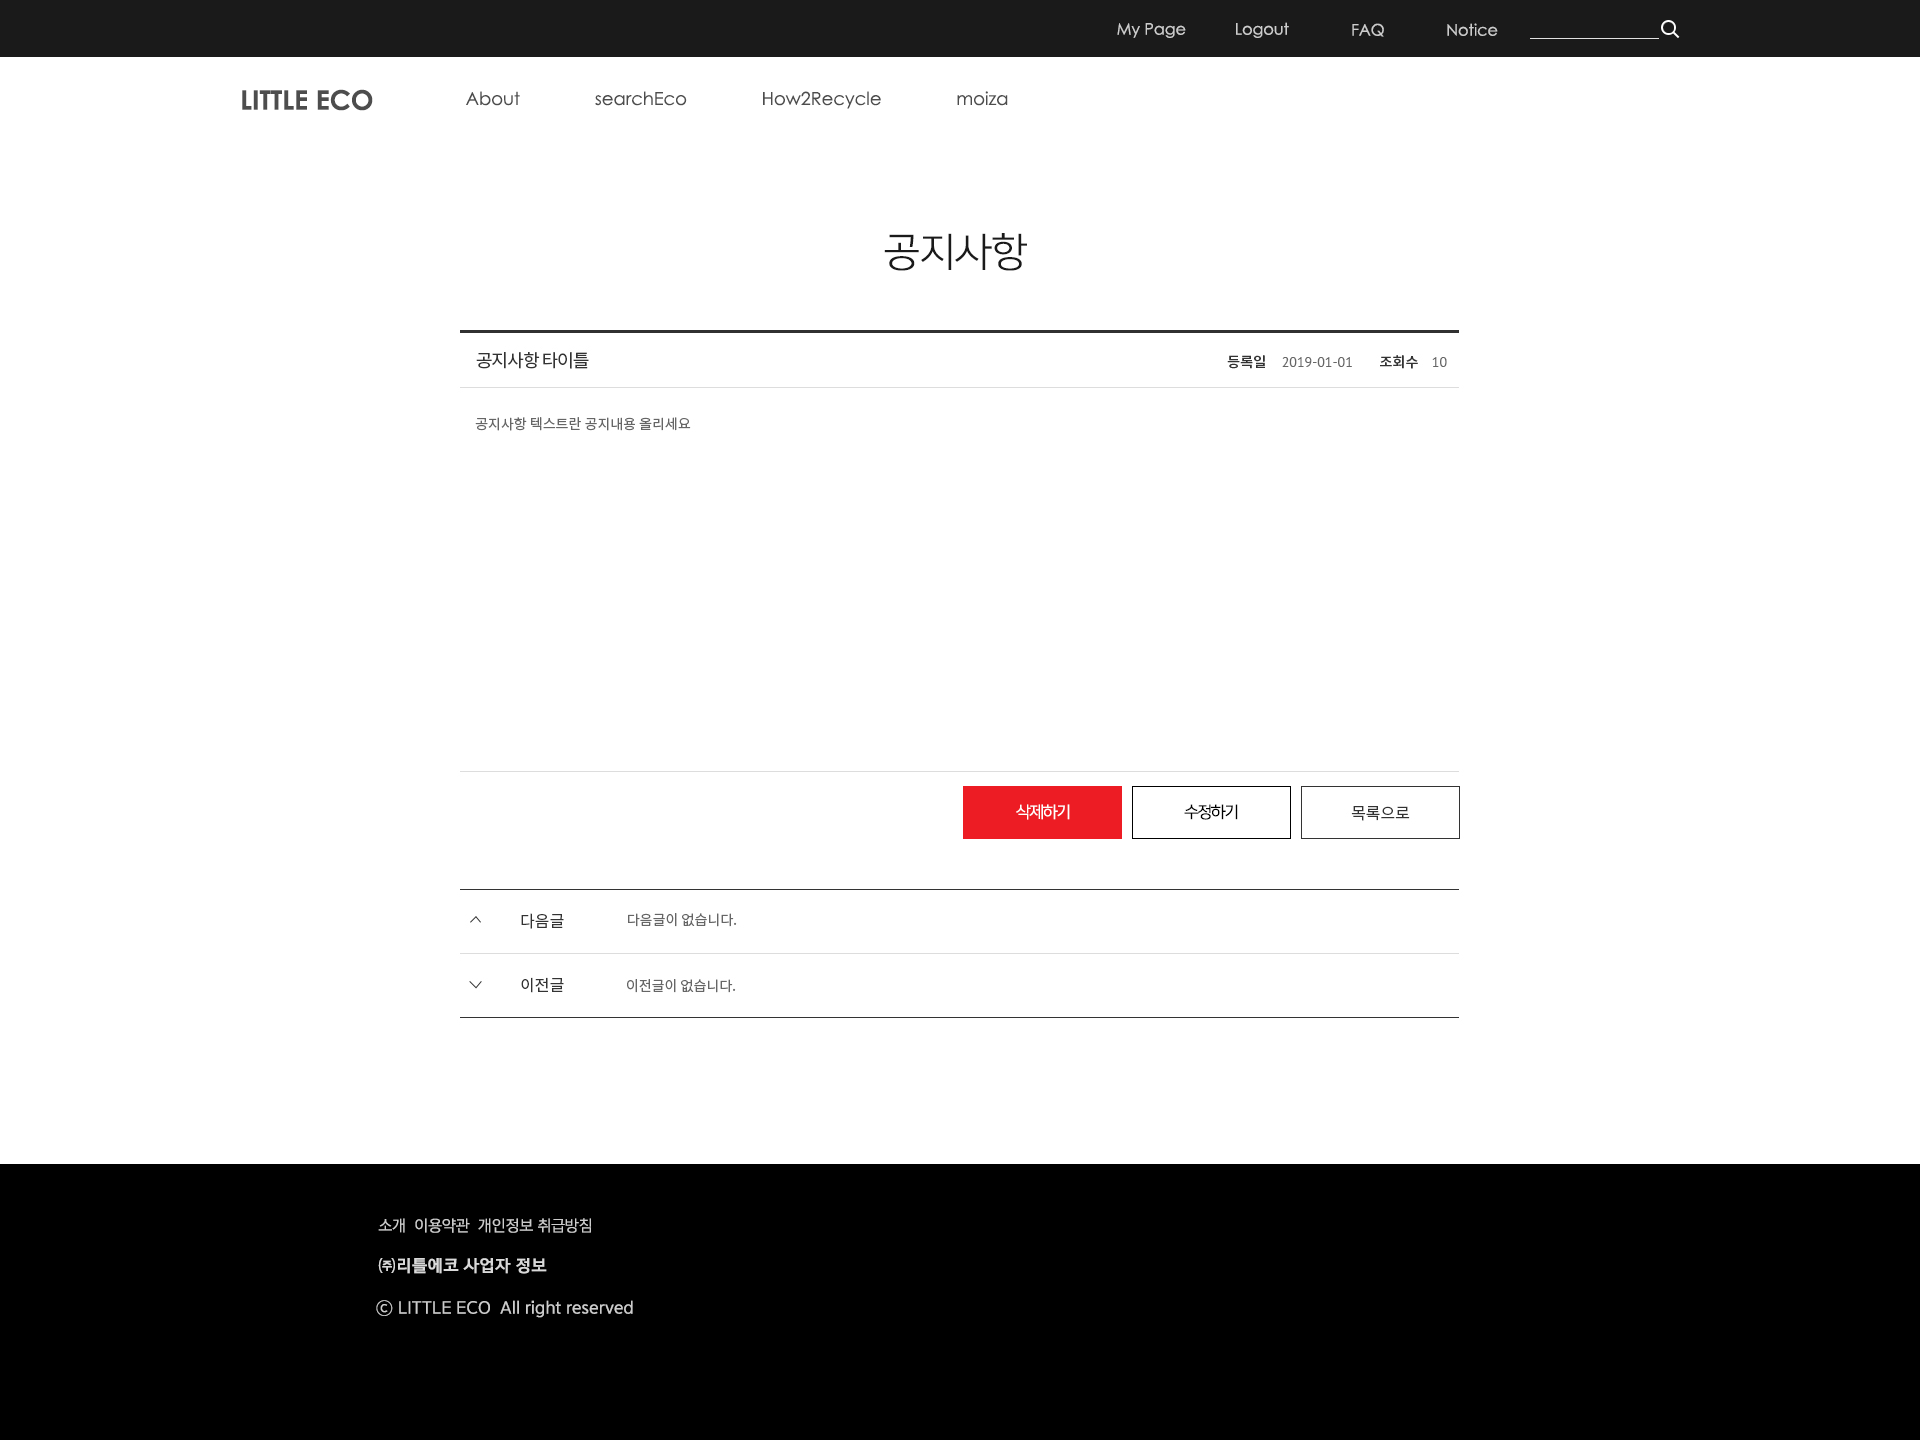 My Page Logout FAQ Notice
LITTLE ECO About searchEco How2Recycle moiza
공지사항
공지사항 타이틀 등록일 2019-01-01 조회수 10
공지사항 텍스트란 공지내용 올리세요
삭제하기 수정하기 목록으로
다음글 다음글이 없습니다.
이전글 이전글이 없습니다.
소개 이용약관 개인정보 취급방침
㈜리틀에코 사업자 정보
ⓒ LITTLE ECO All right reserved